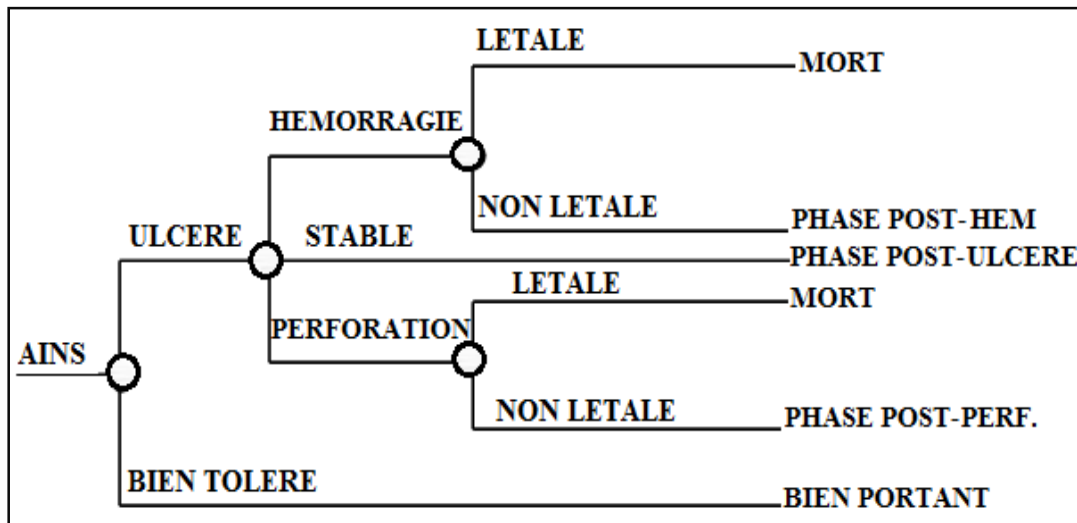 LETALE
MORT
HEMORRAGIE
NON LETALE
PHASE POST-HEM
ULCERE
STABLE
PHASE POST-ULCERE
LETALE
MORT
PERFORATION
AINS
NON LETALE
PHASE POST-PERF.
BIEN TOLERE
BIEN PORTANT